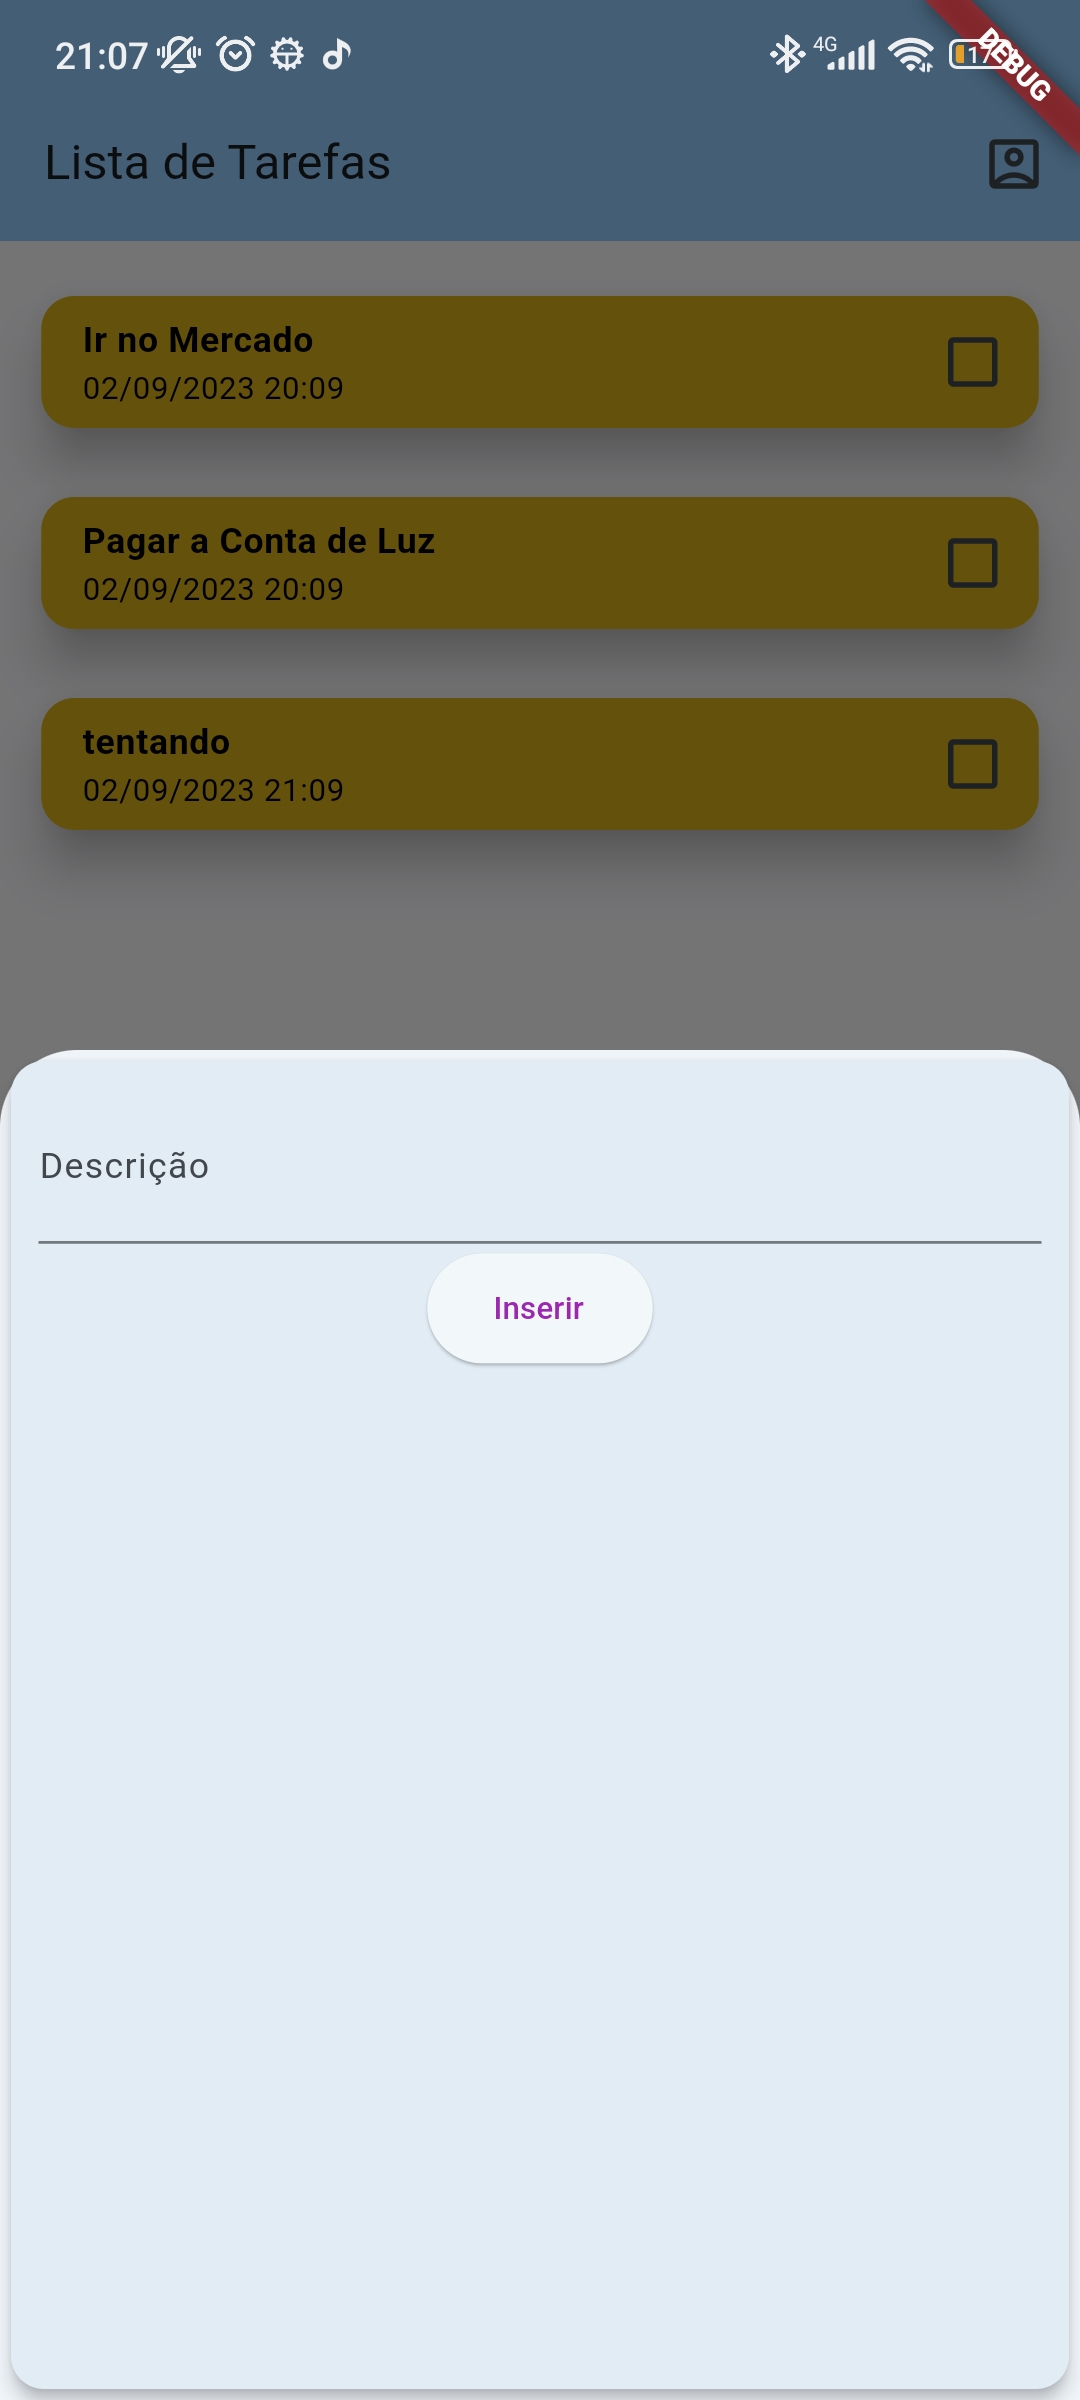 21:07
4G
17
DEBUG
Lista de Tarefas
Ir no Mercado
02/09/2023 20:09
Pagar a Conta de Luz
02/09/2023 20:09
tentando
02/09/2023 21:09
Descrição
Inserir